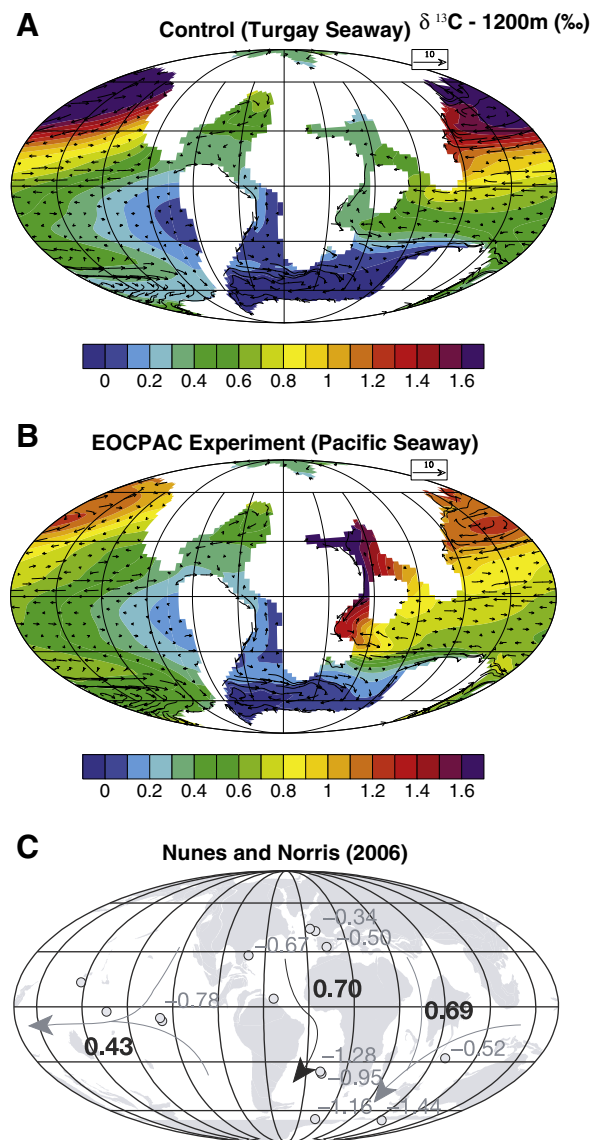 A
Control (Turgay Seaway)
δ ¹³C - 1200m (‰)
10
0 0.2 0.4 0.6 0.8 1 1.2 1.4 1.6
B
EOCPAC Experiment (Pacific Seaway)
10
0 0.2 0.4 0.6 0.8 1 1.2 1.4 1.6
C
Nunes and Norris (2006)
−0.34
−0.67 −0.50
−0.78 0.70 0.69
0.43 −0.52
−1.28
−0.95
−1.16 −1.44